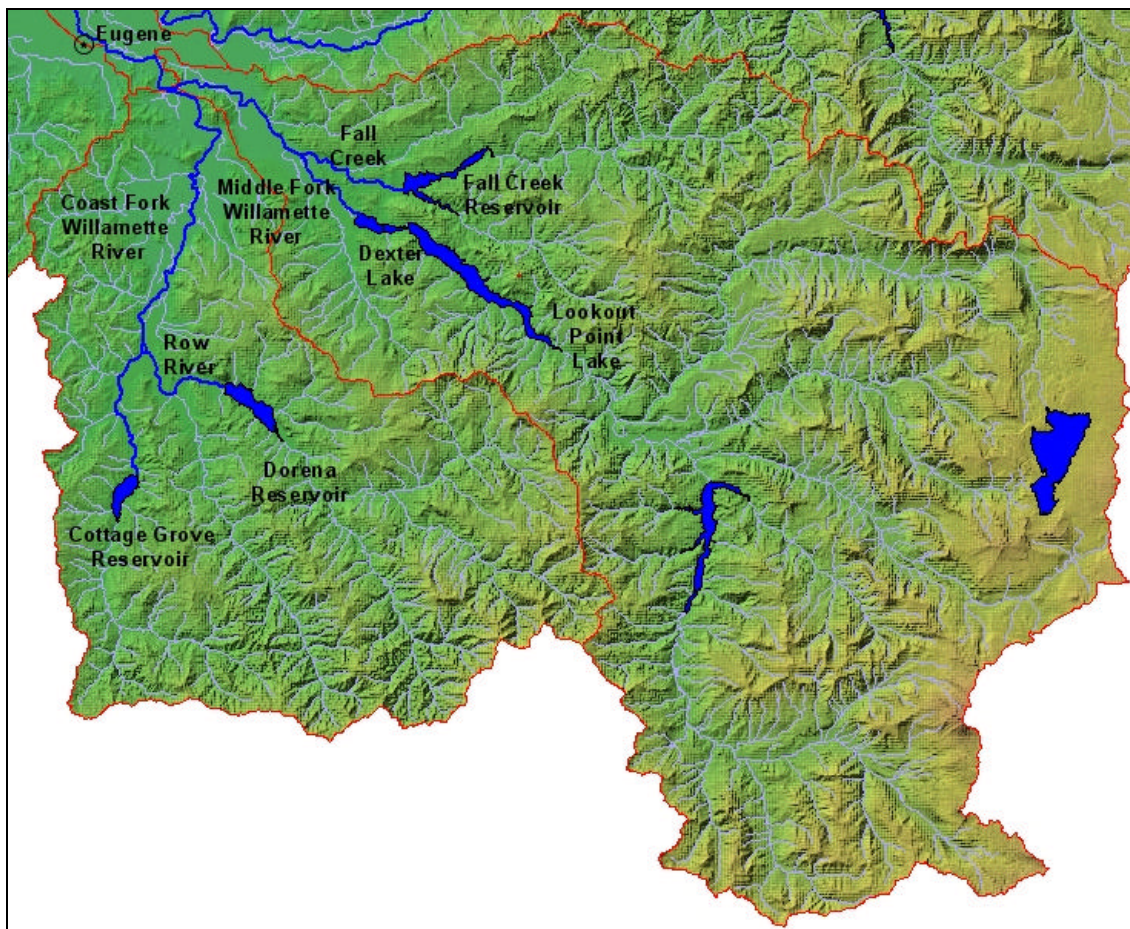 Eugene
Fall
Creek
Fall Creek
Reservoir
Middle Fork
Willamette
River
Coast Fork
Willamette
River
Dexter
Lake
Lookout
Point
Lake
Row
River
Dorena
Reservoir
Cottage Grove
Reservoir